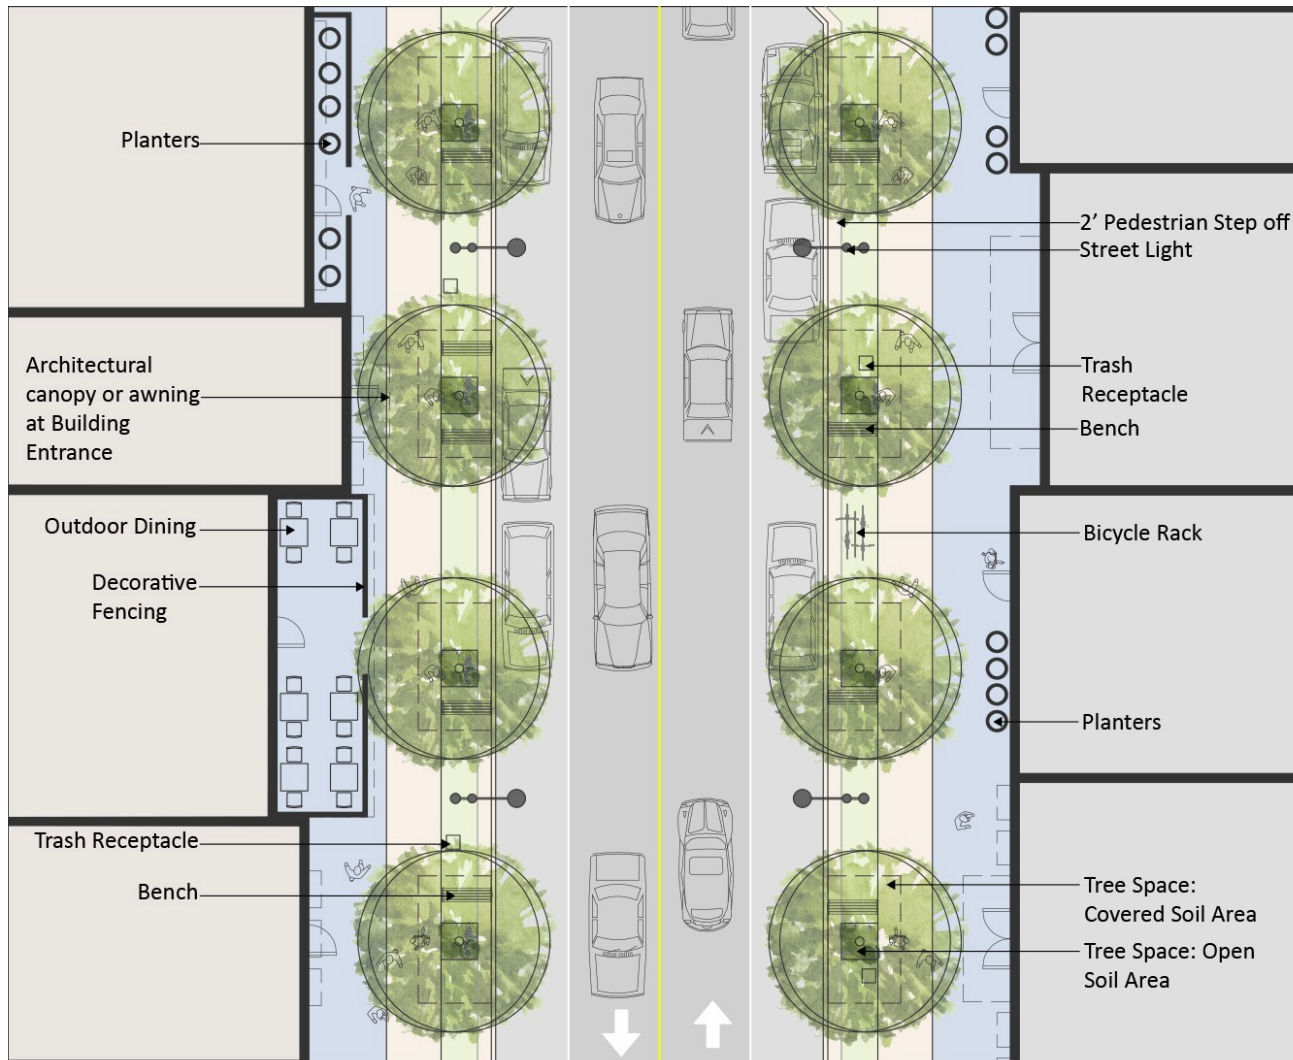 Planters
2’ Pedestrian Step off
Street Light
Architectural
canopy or awning
at Building
Entrance
Trash
Receptacle
Bench
Outdoor Dining
Bicycle Rack
Decorative
Fencing
Planters
Trash Receptacle
Bench
Tree Space:
Covered Soil Area
Tree Space: Open
Soil Area